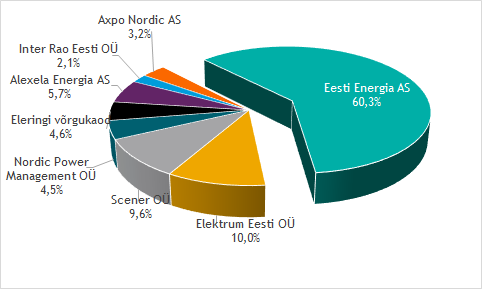 Axpo Nordic AS
3,2%
Inter Rao Eesti OÜ
2,1%
Alexela Energia AS
5,7%
Eleringi võrgukaod
4,6%
Nordic Power
Management OÜ
4,5%
Scener OÜ
9,6%
Elektrum Eesti OÜ
10,0%
Eesti Energia AS
60,3%